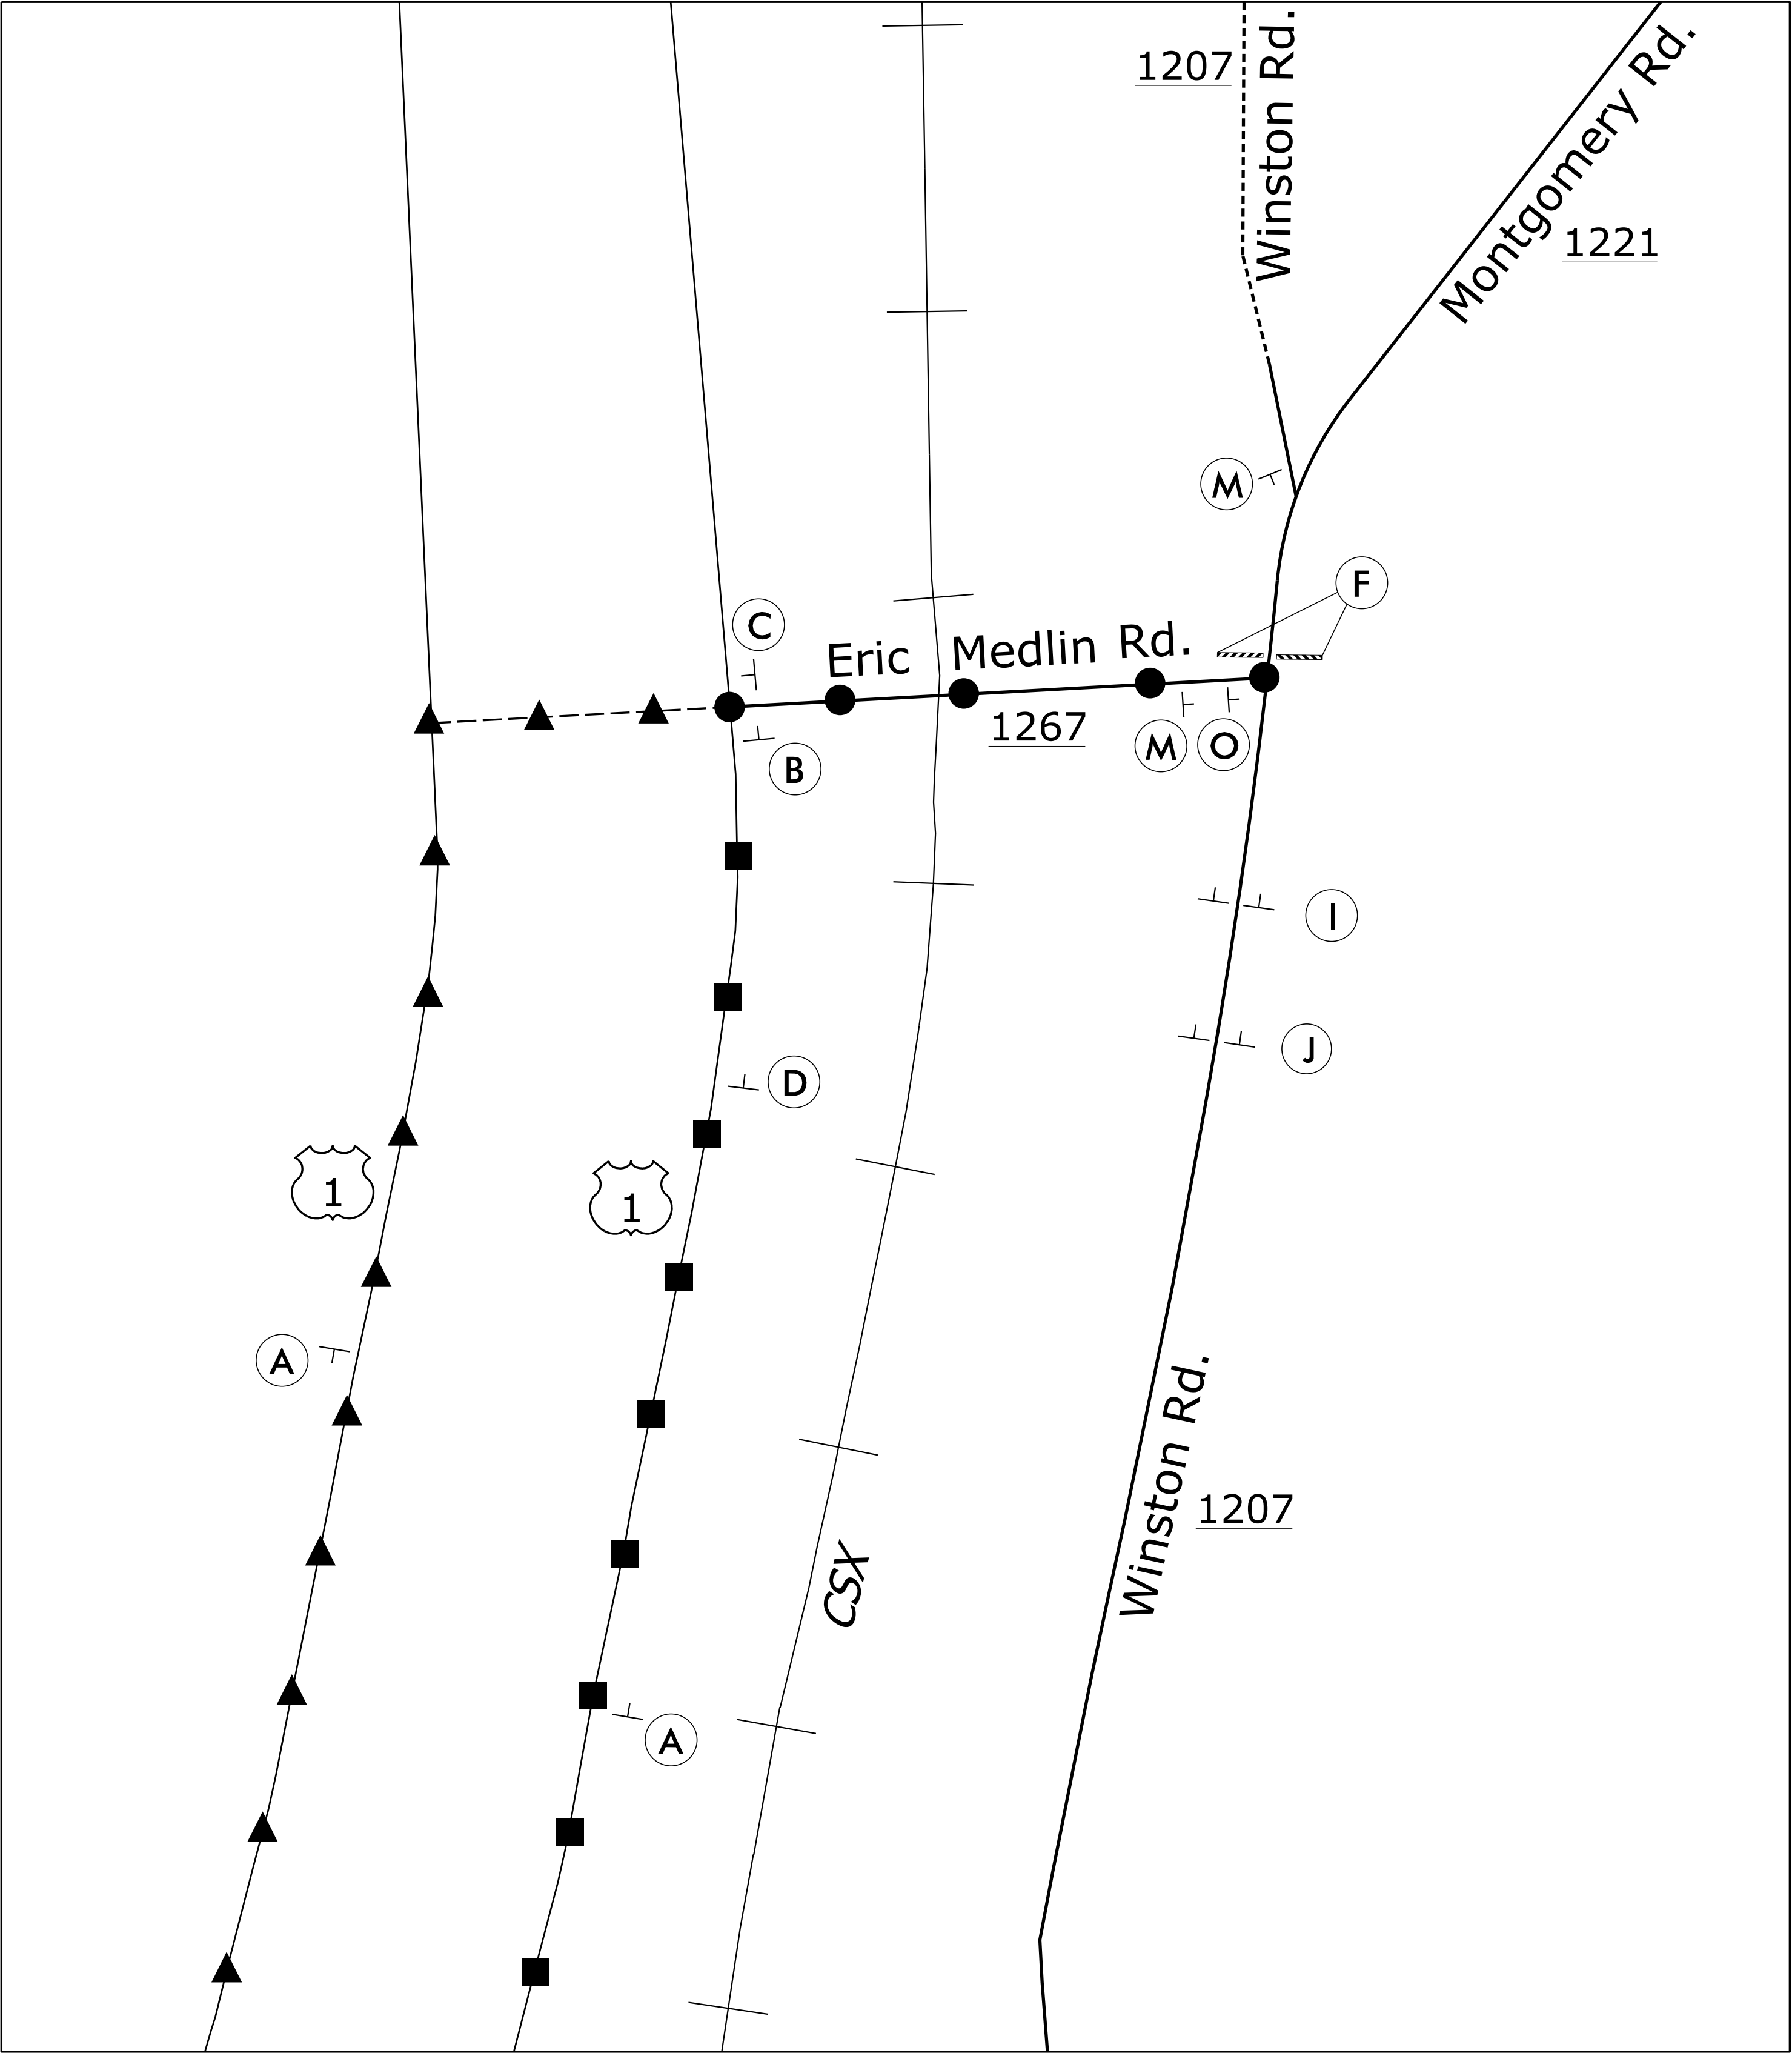 1207
Winston Rd.
Montgomery Rd.
1221
M
F
C
Eric Medlin Rd.
1267
B
M
O
I
J
D
1
1
A
Winston Rd.
1207
CSX
A